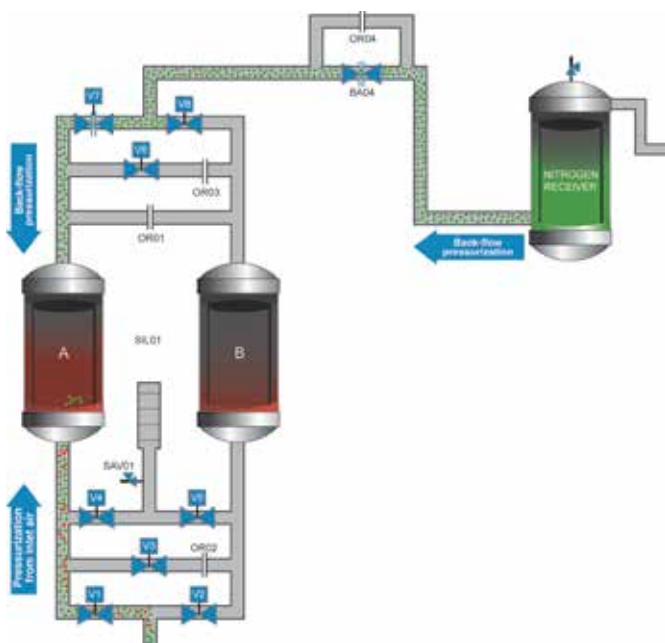 OR04
BA04
V7
V8
V6
OR03
OR01
NITROGEN
RECEIVER
Back-flow
pressurization
Back-flow
pressurization
A
SIL01
B
SAV01
V4
V5
V3
OR02
V1
V2
Pressurization
from inlet air